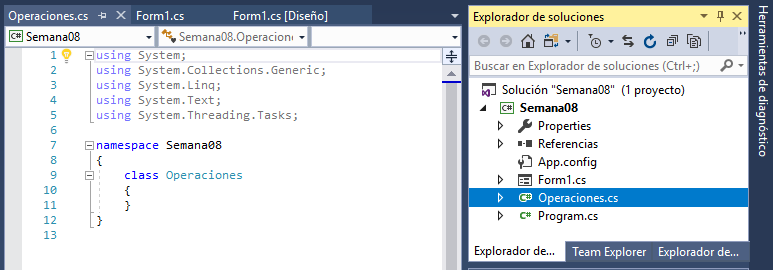 Operaciones.cs
Form1.cs
Form1.cs [Diseño]
C# Semana08
Semana08.Operacione
1 using System;
2 using System.Collections.Generic;
3 using System.Linq;
4 using System.Text;
5 using System.Threading.Tasks;
6
7 namespace Semana08
8 {
9 class Operaciones
10 {
11 }
12 }
13
Explorador de soluciones
Buscar en Explorador de soluciones (Ctrl+;)
Solución "Semana08" (1 proyecto)
C# Semana08
Properties
Referencias
App.config
Form1.cs
C# Operaciones.cs
C# Program.cs
Explorador de...
Team Explorer
Explorador de...
Herramientas de diagnóstico